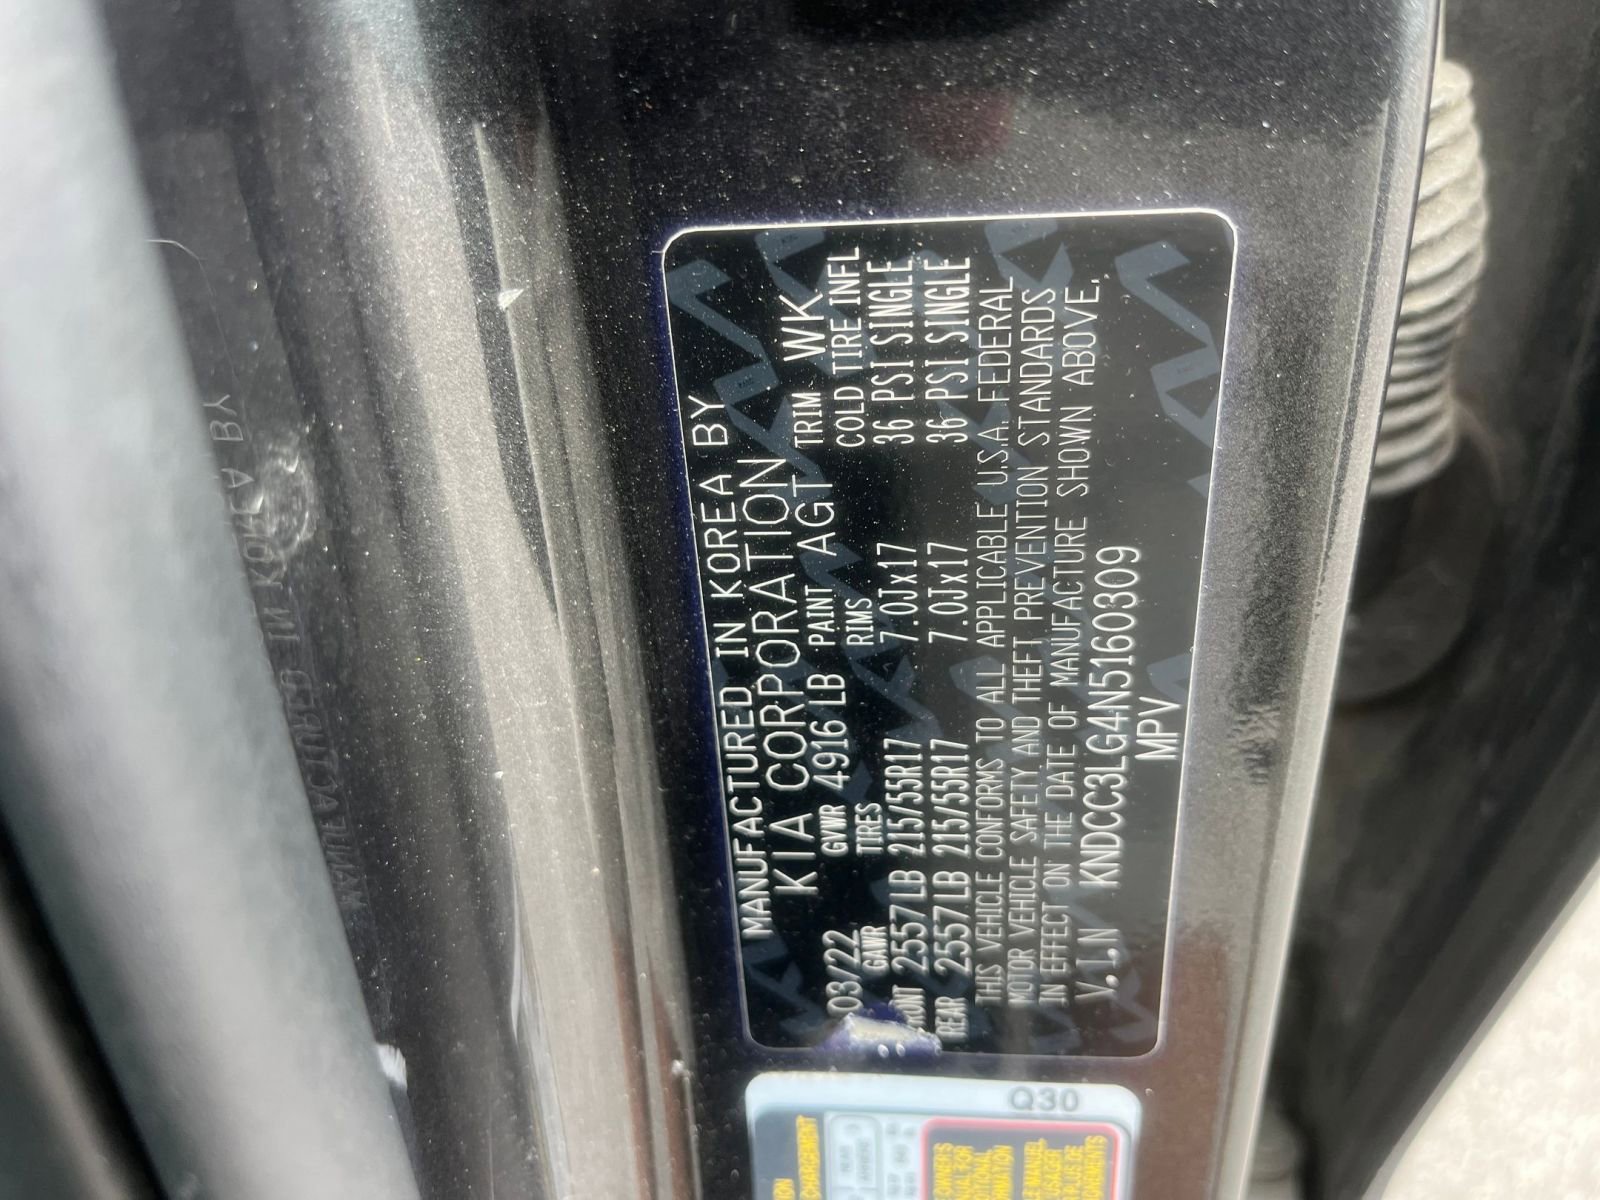 MANUFACTURED IN KOREA BY
KIA CORPORATION
03/22 GVWR 4916 LB PAINT AGT TRIM WK
GAWR TIRES RIMS COLD TIRE INFL
FRONT 2557LB 215/55R17 7.0Jx17 36 PSI SINGLE
REAR 2557LB 215/55R17 7.0Jx17 36 PSI SINGLE
THIS VEHICLE CONFORMS TO ALL APPLICABLE U.S.A. FEDERAL
MOTOR VEHICLE SAFETY AND THEFT PREVENTION STANDARDS
IN EFFECT ON THE DATE OF MANUFACTURE SHOWN ABOVE.
V.I.N KNDCC3LG4N5160309
MPV
Q30